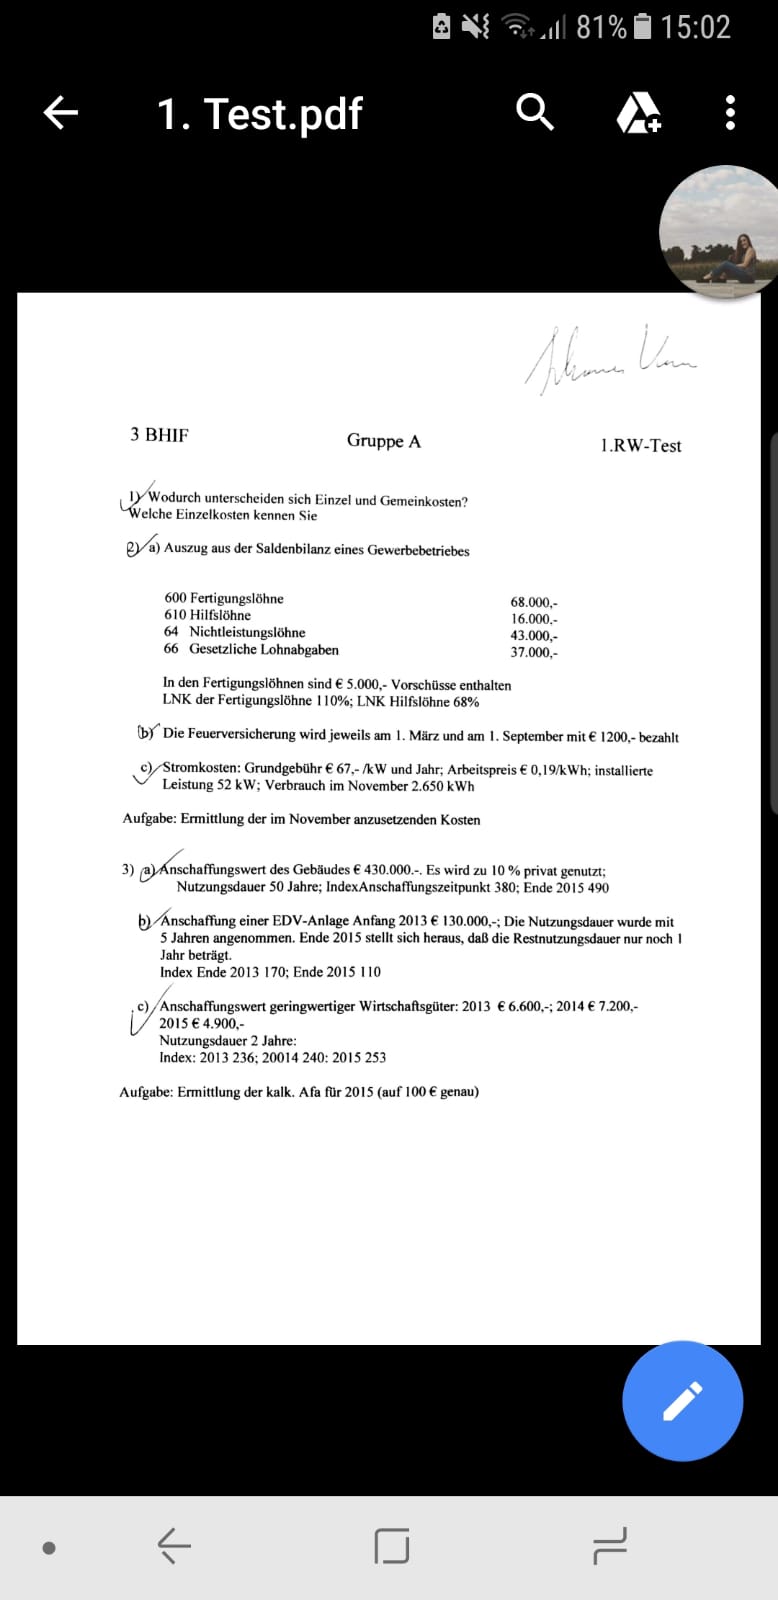 81% 15:02
1. Test.pdf
3 BHIF Gruppe A 1.RW-Test
1) Wodurch unterscheiden sich Einzel und Gemeinkosten?
Welche Einzelkosten kennen Sie
2) a) Auszug aus der Saldenbilanz eines Gewerbebetriebes
600 Fertigungslöhne 68.000,-
610 Hilfslöhne 16.000,-
64 Nichtleistungslöhne 43.000,-
66 Gesetzliche Lohnabgaben 37.000,-
In den Fertigungslöhnen sind € 5.000,- Vorschüsse enthalten
LNK der Fertigungslöhne 110%; LNK Hilfslöhne 68%
b) Die Feuerversicherung wird jeweils am 1. März und am 1. September mit € 1200,- bezahlt
c) Stromkosten: Grundgebühr € 67,- /kW und Jahr; Arbeitspreis € 0,19/kWh; installierte
Leistung 52 kW; Verbrauch im November 2.650 kWh
Aufgabe: Ermittlung der im November anzusetzenden Kosten
3) a) Anschaffungswert des Gebäudes € 430.000.-. Es wird zu 10 % privat genutzt;
Nutzungsdauer 50 Jahre; IndexAnschaffungszeitpunkt 380; Ende 2015 490
b) Anschaffung einer EDV-Anlage Anfang 2013 € 130.000,-; Die Nutzungsdauer wurde mit
5 Jahren angenommen. Ende 2015 stellt sich heraus, daß die Restnutzungsdauer nur noch 1
Jahr beträgt.
Index Ende 2013 170; Ende 2015 110
c) Anschaffungswert geringwertiger Wirtschaftsgüter: 2013 € 6.600,-; 2014 € 7.200,-
2015 € 4.900,-
Nutzungsdauer 2 Jahre:
Index: 2013 236; 20014 240: 2015 253
Aufgabe: Ermittlung der kalk. Afa für 2015 (auf 100 € genau)